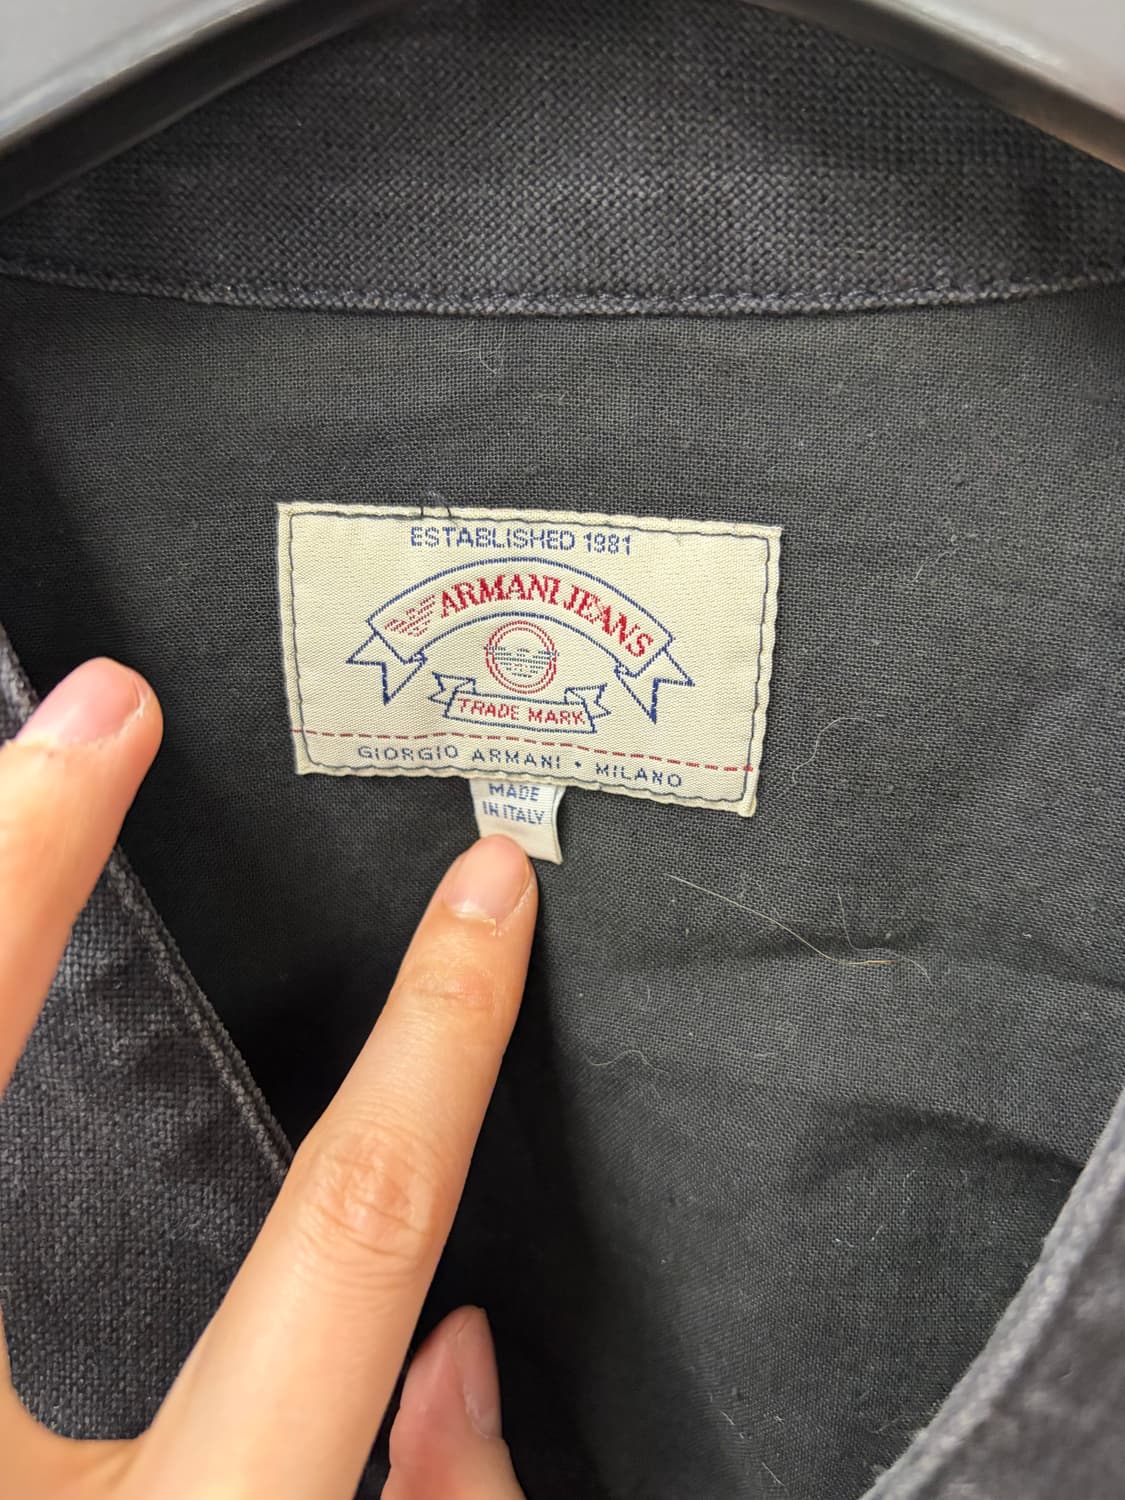 ESTABLISHED 1981
ARMANI JEANS
TRADE MARK
GIORGIO ARMANI • MILANO
MADE
IN ITALY